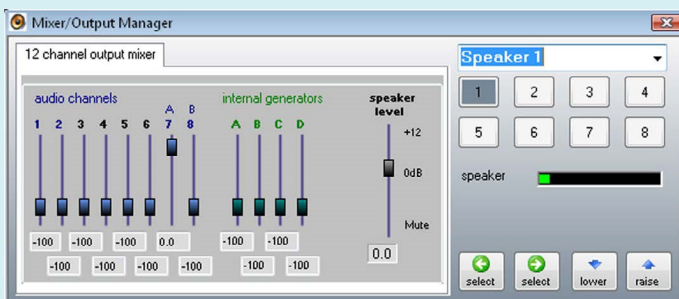 Mixer/Output Manager
12 channel output mixer
audio channels
A B
1 2 3 4 5 6 7 8
internal generators
A B C D
speaker
level
+12
0dB
Mute
-100 -100 -100 0.0
-100 -100 -100 -100
-100 -100
-100 -100
0.0
Speaker 1
1 2 3 4
5 6 7 8
speaker
select select lower raise